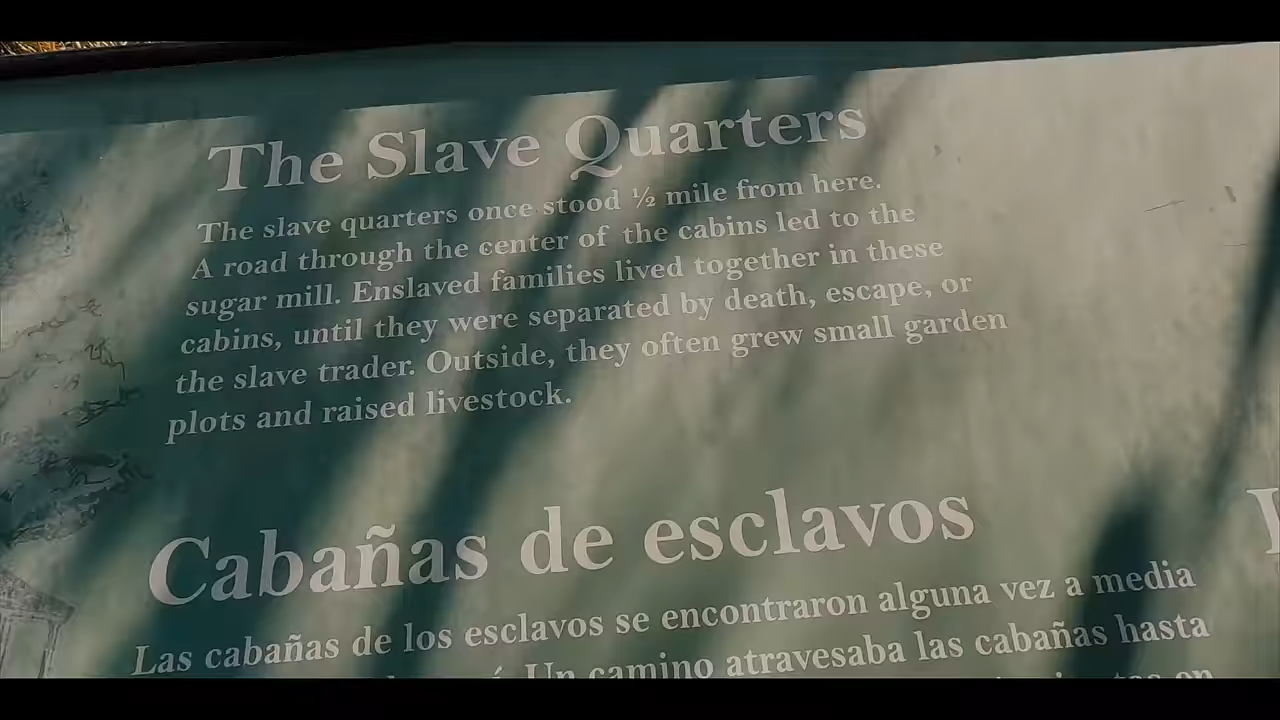 The Slave Quarters
The slave quarters once stood ½ mile from here.
A road through the center of the cabins led to the
sugar mill. Enslaved families lived together in these
cabins, until they were separated by death, escape, or
the slave trader. Outside, they often grew small garden
plots and raised livestock.
Cabañas de esclavos
Las cabañas de los esclavos se encontraron alguna vez a media
Un camino atravesaba las cabañas hasta